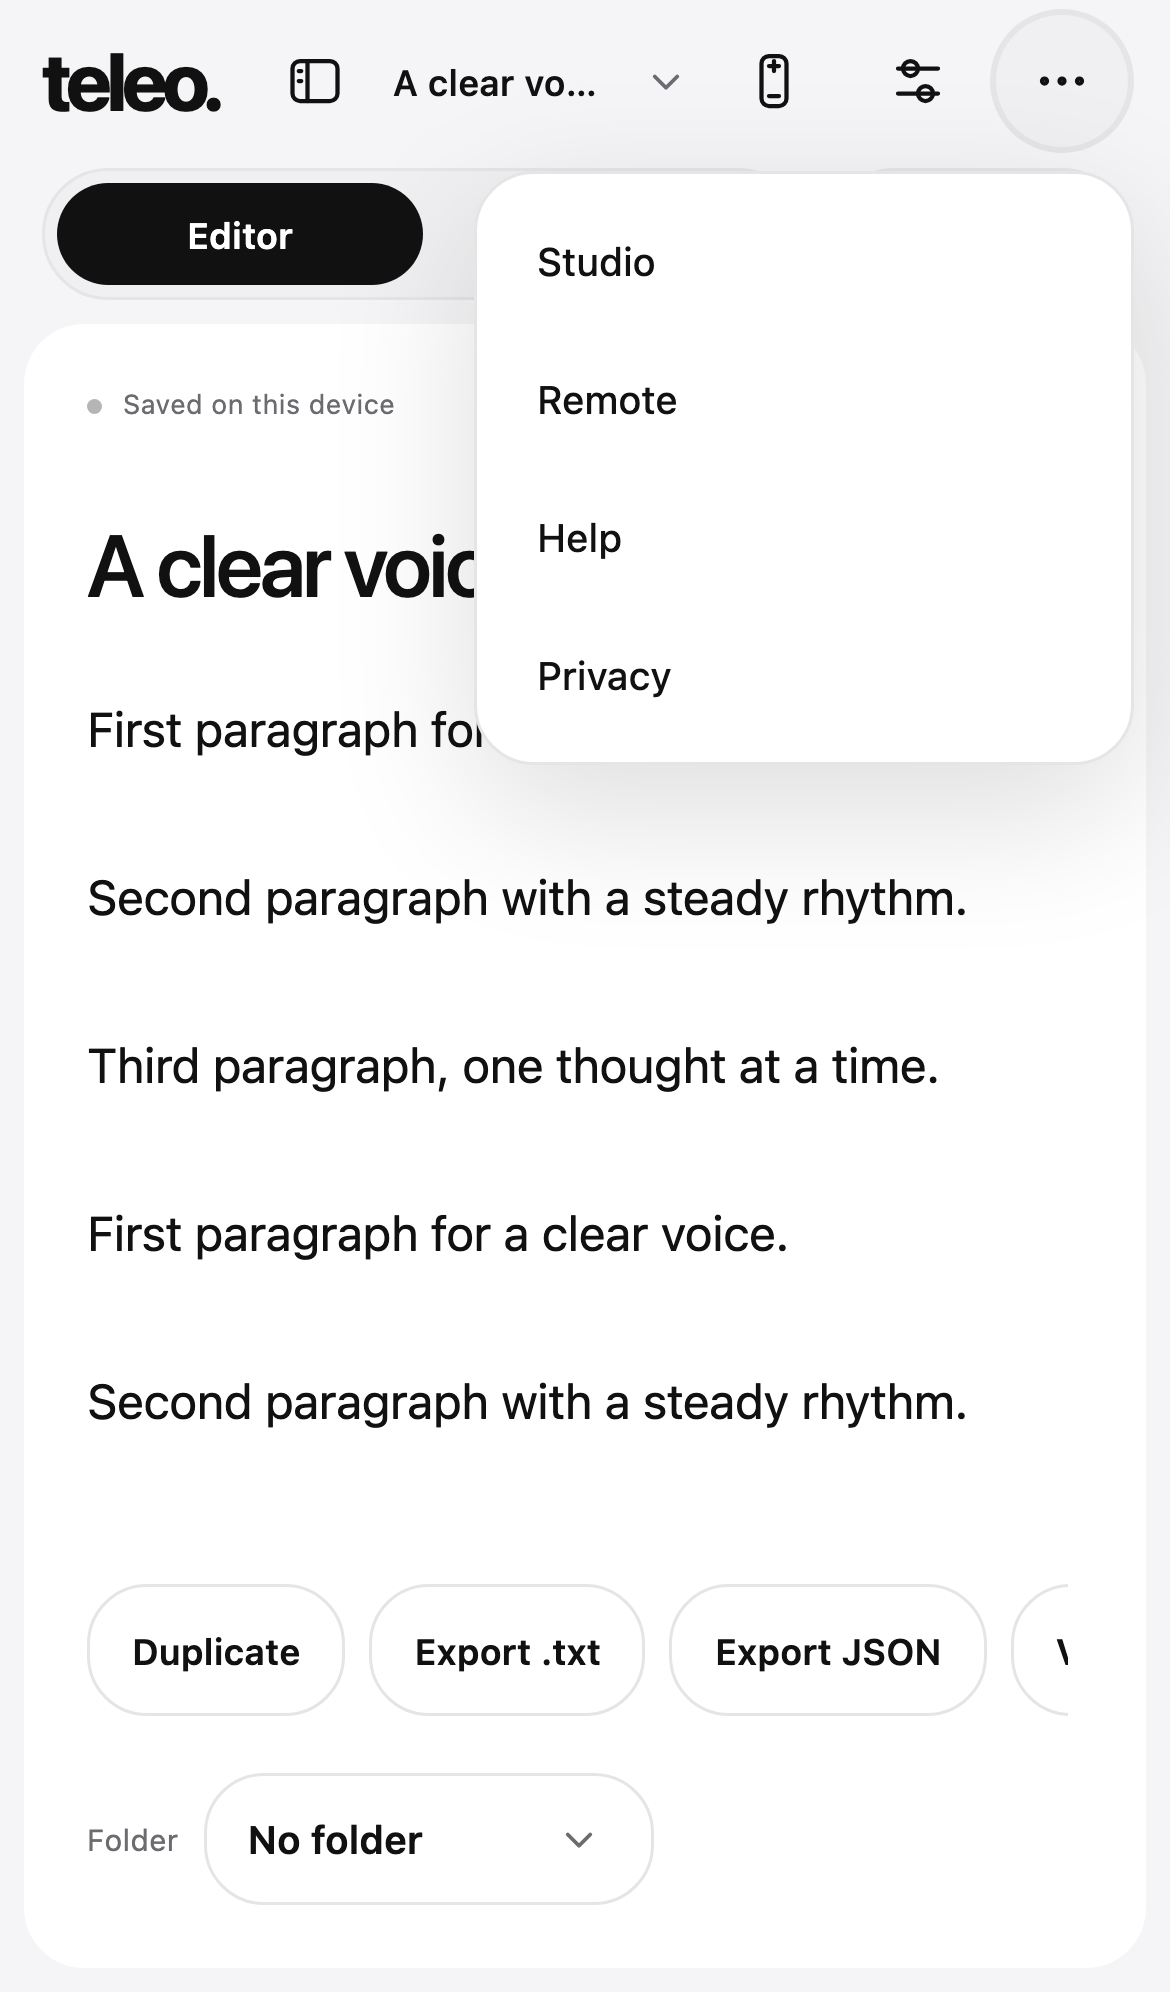 teleo.
A clear vo...
Editor
Studio
Remote
Help
Privacy
Saved on this device
A clear
First paragraph
Second paragraph with a steady rhythm.
Third paragraph, one thought at a time.
First paragraph for a clear voice.
Second paragraph with a steady rhythm.
Duplicate
Export .txt
Export JSON
Folder
No folder